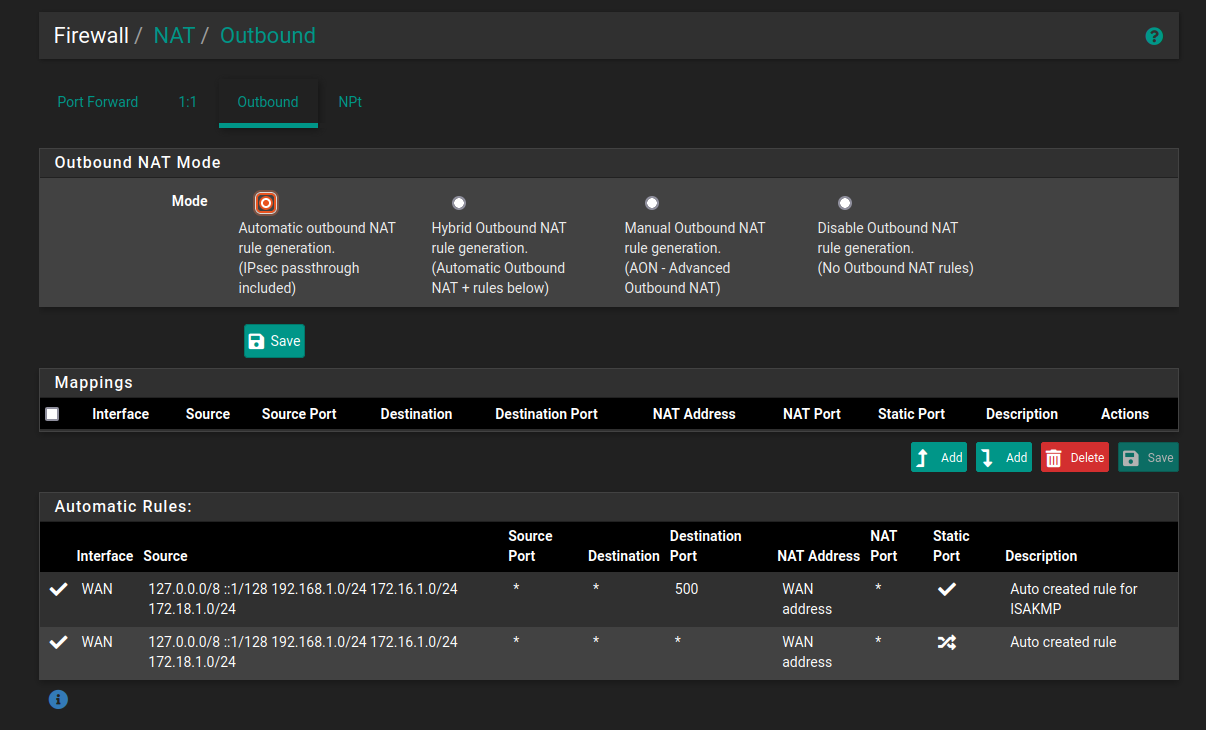 Firewall / NAT / Outbound
Port Forward 1:1 Outbound NPt
Outbound NAT Mode
Mode
Automatic outbound NAT
rule generation.
(IPsec passthrough
included)
Hybrid Outbound NAT
rule generation.
(Automatic Outbound
NAT + rules below)
Manual Outbound NAT
rule generation.
(AON - Advanced
Outbound NAT)
Disable Outbound NAT
rule generation.
(No Outbound NAT rules)
Save
Mappings
Interface Source Source Port Destination Destination Port NAT Address NAT Port Static Port Description Actions
Add Add Delete Save
Automatic Rules:
Interface Source Source Port Destination Destination Port NAT Address NAT Port Static Port Description
WAN 127.0.0.0/8 ::1/128 192.168.1.0/24 172.16.1.0/24 * * 500 WAN * Auto created rule for
172.18.1.0/24 address ISAKMP
WAN 127.0.0.0/8 ::1/128 192.168.1.0/24 172.16.1.0/24 * * * WAN * Auto created rule
172.18.1.0/24 address